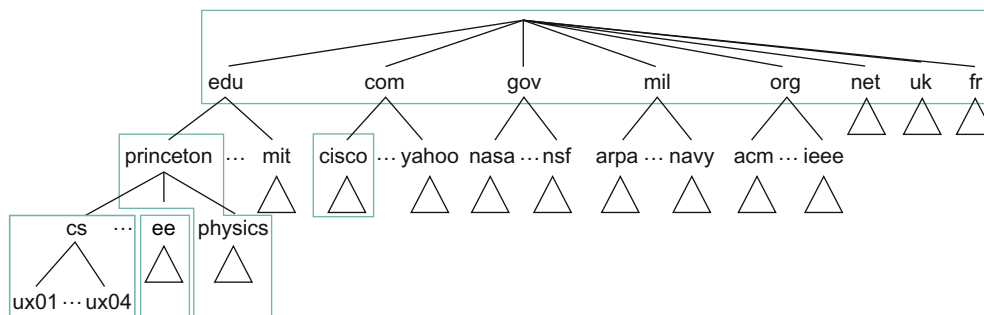 edu com gov mil org net uk fr
princeton ... mit cisco ... yahoo nasa ... nsf arpa ... navy acm ... ieee
cs ... ee physics
ux01 ... ux04